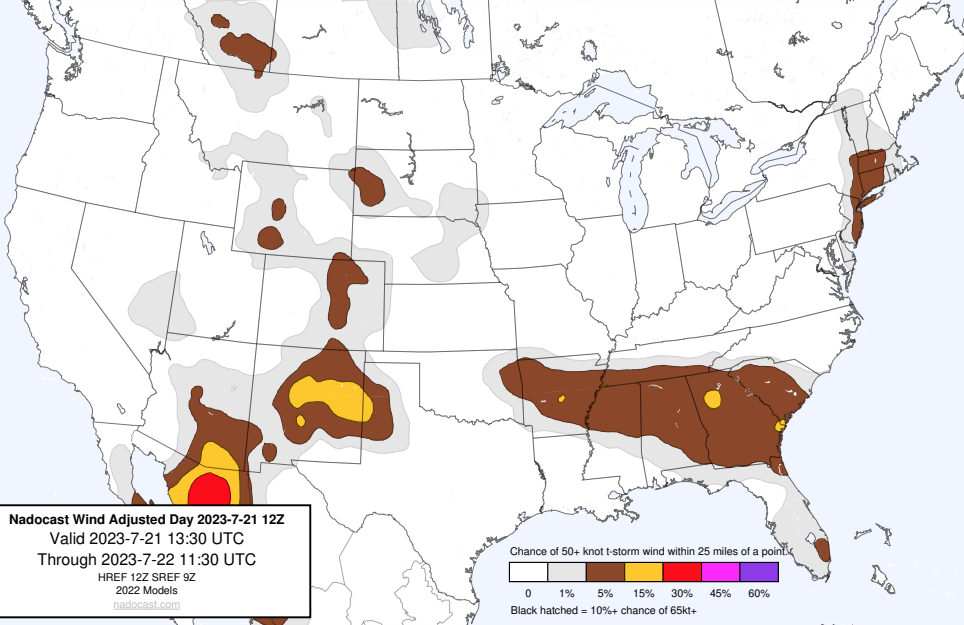 Nadocast Wind Adjusted Day 2023-7-21 12Z
Valid 2023-7-21 13:30 UTC
Through 2023-7-22 11:30 UTC
HREF 12Z SREF 9Z
2022 Models
nadocast.com
Chance of 50+ knot t-storm wind within 25 miles of a point.
0 1% 5% 15% 30% 45% 60%
Black hatched = 10%+ chance of 65kt+